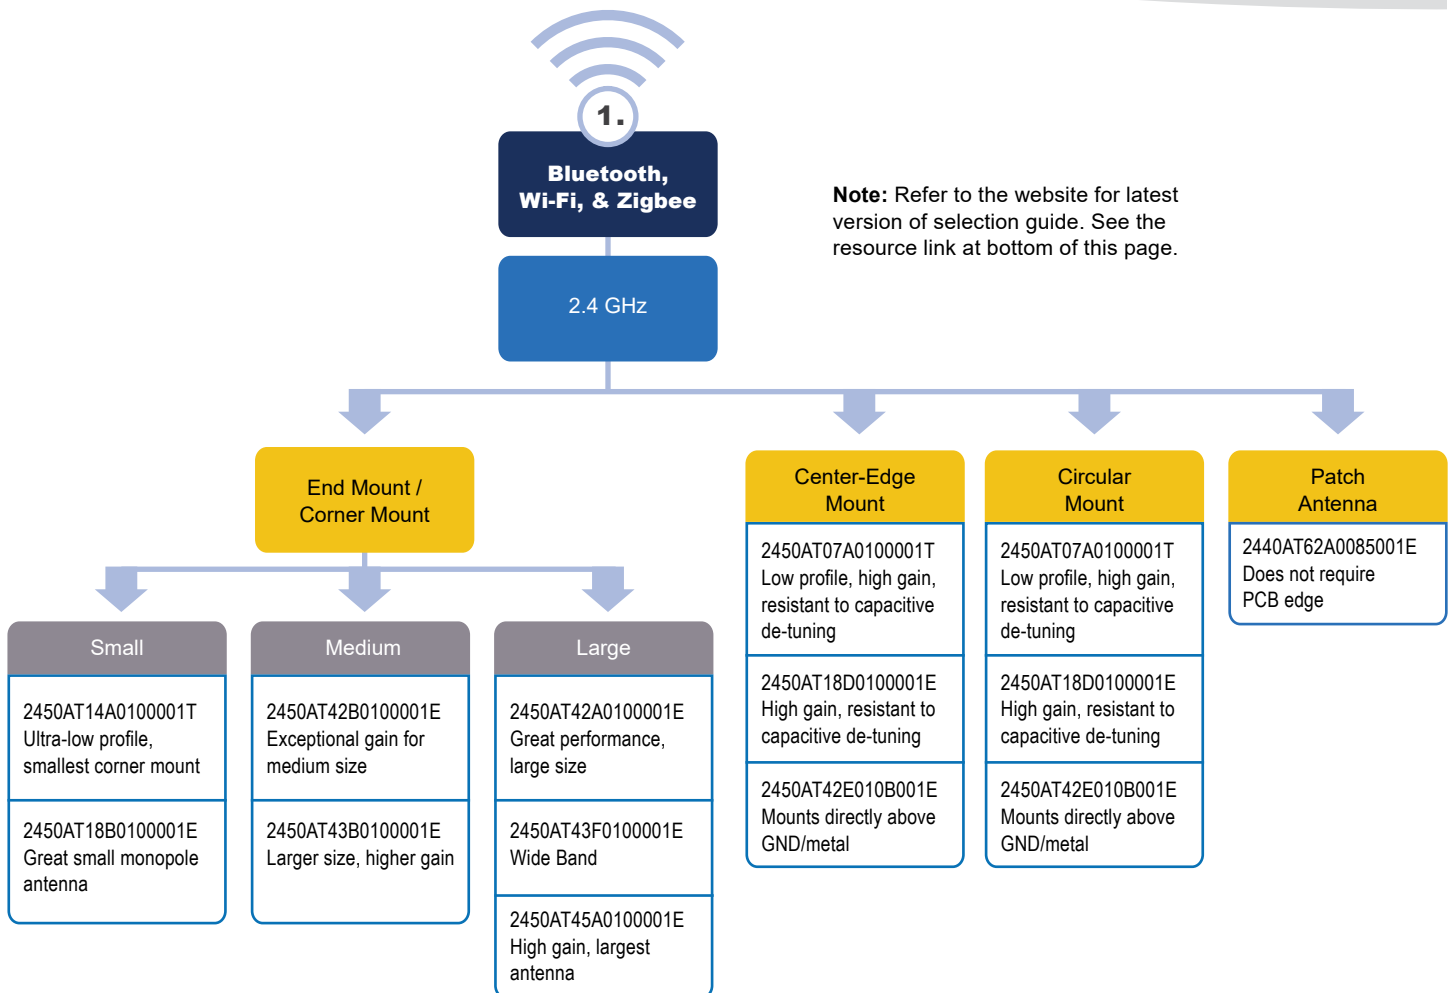 1.
Bluetooth,
Wi-Fi, & Zigbee
Note: Refer to the website for latest
version of selection guide. See the
resource link at bottom of this page.
2.4 GHz
End Mount /
Corner Mount
Small
2450AT14A0100001T
Ultra-low profile,
smallest corner mount
2450AT18B0100001E
Great small monopole
antenna
Medium
2450AT42B0100001E
Exceptional gain for
medium size
2450AT43B0100001E
Larger size, higher gain
Large
2450AT42A0100001E
Great performance,
large size
2450AT43F0100001E
Wide Band
2450AT45A0100001E
High gain, largest
antenna
Center-Edge
Mount
2450AT07A0100001T
Low profile, high gain,
resistant to capacitive
de-tuning
2450AT18D0100001E
High gain, resistant to
capacitive de-tuning
2450AT42E010B001E
Mounts directly above
GND/metal
Circular
Mount
2450AT07A0100001T
Low profile, high gain,
resistant to capacitive
de-tuning
2450AT18D0100001E
High gain, resistant to
capacitive de-tuning
2450AT42E010B001E
Mounts directly above
GND/metal
Patch
Antenna
2440AT62A0085001E
Does not require
PCB edge